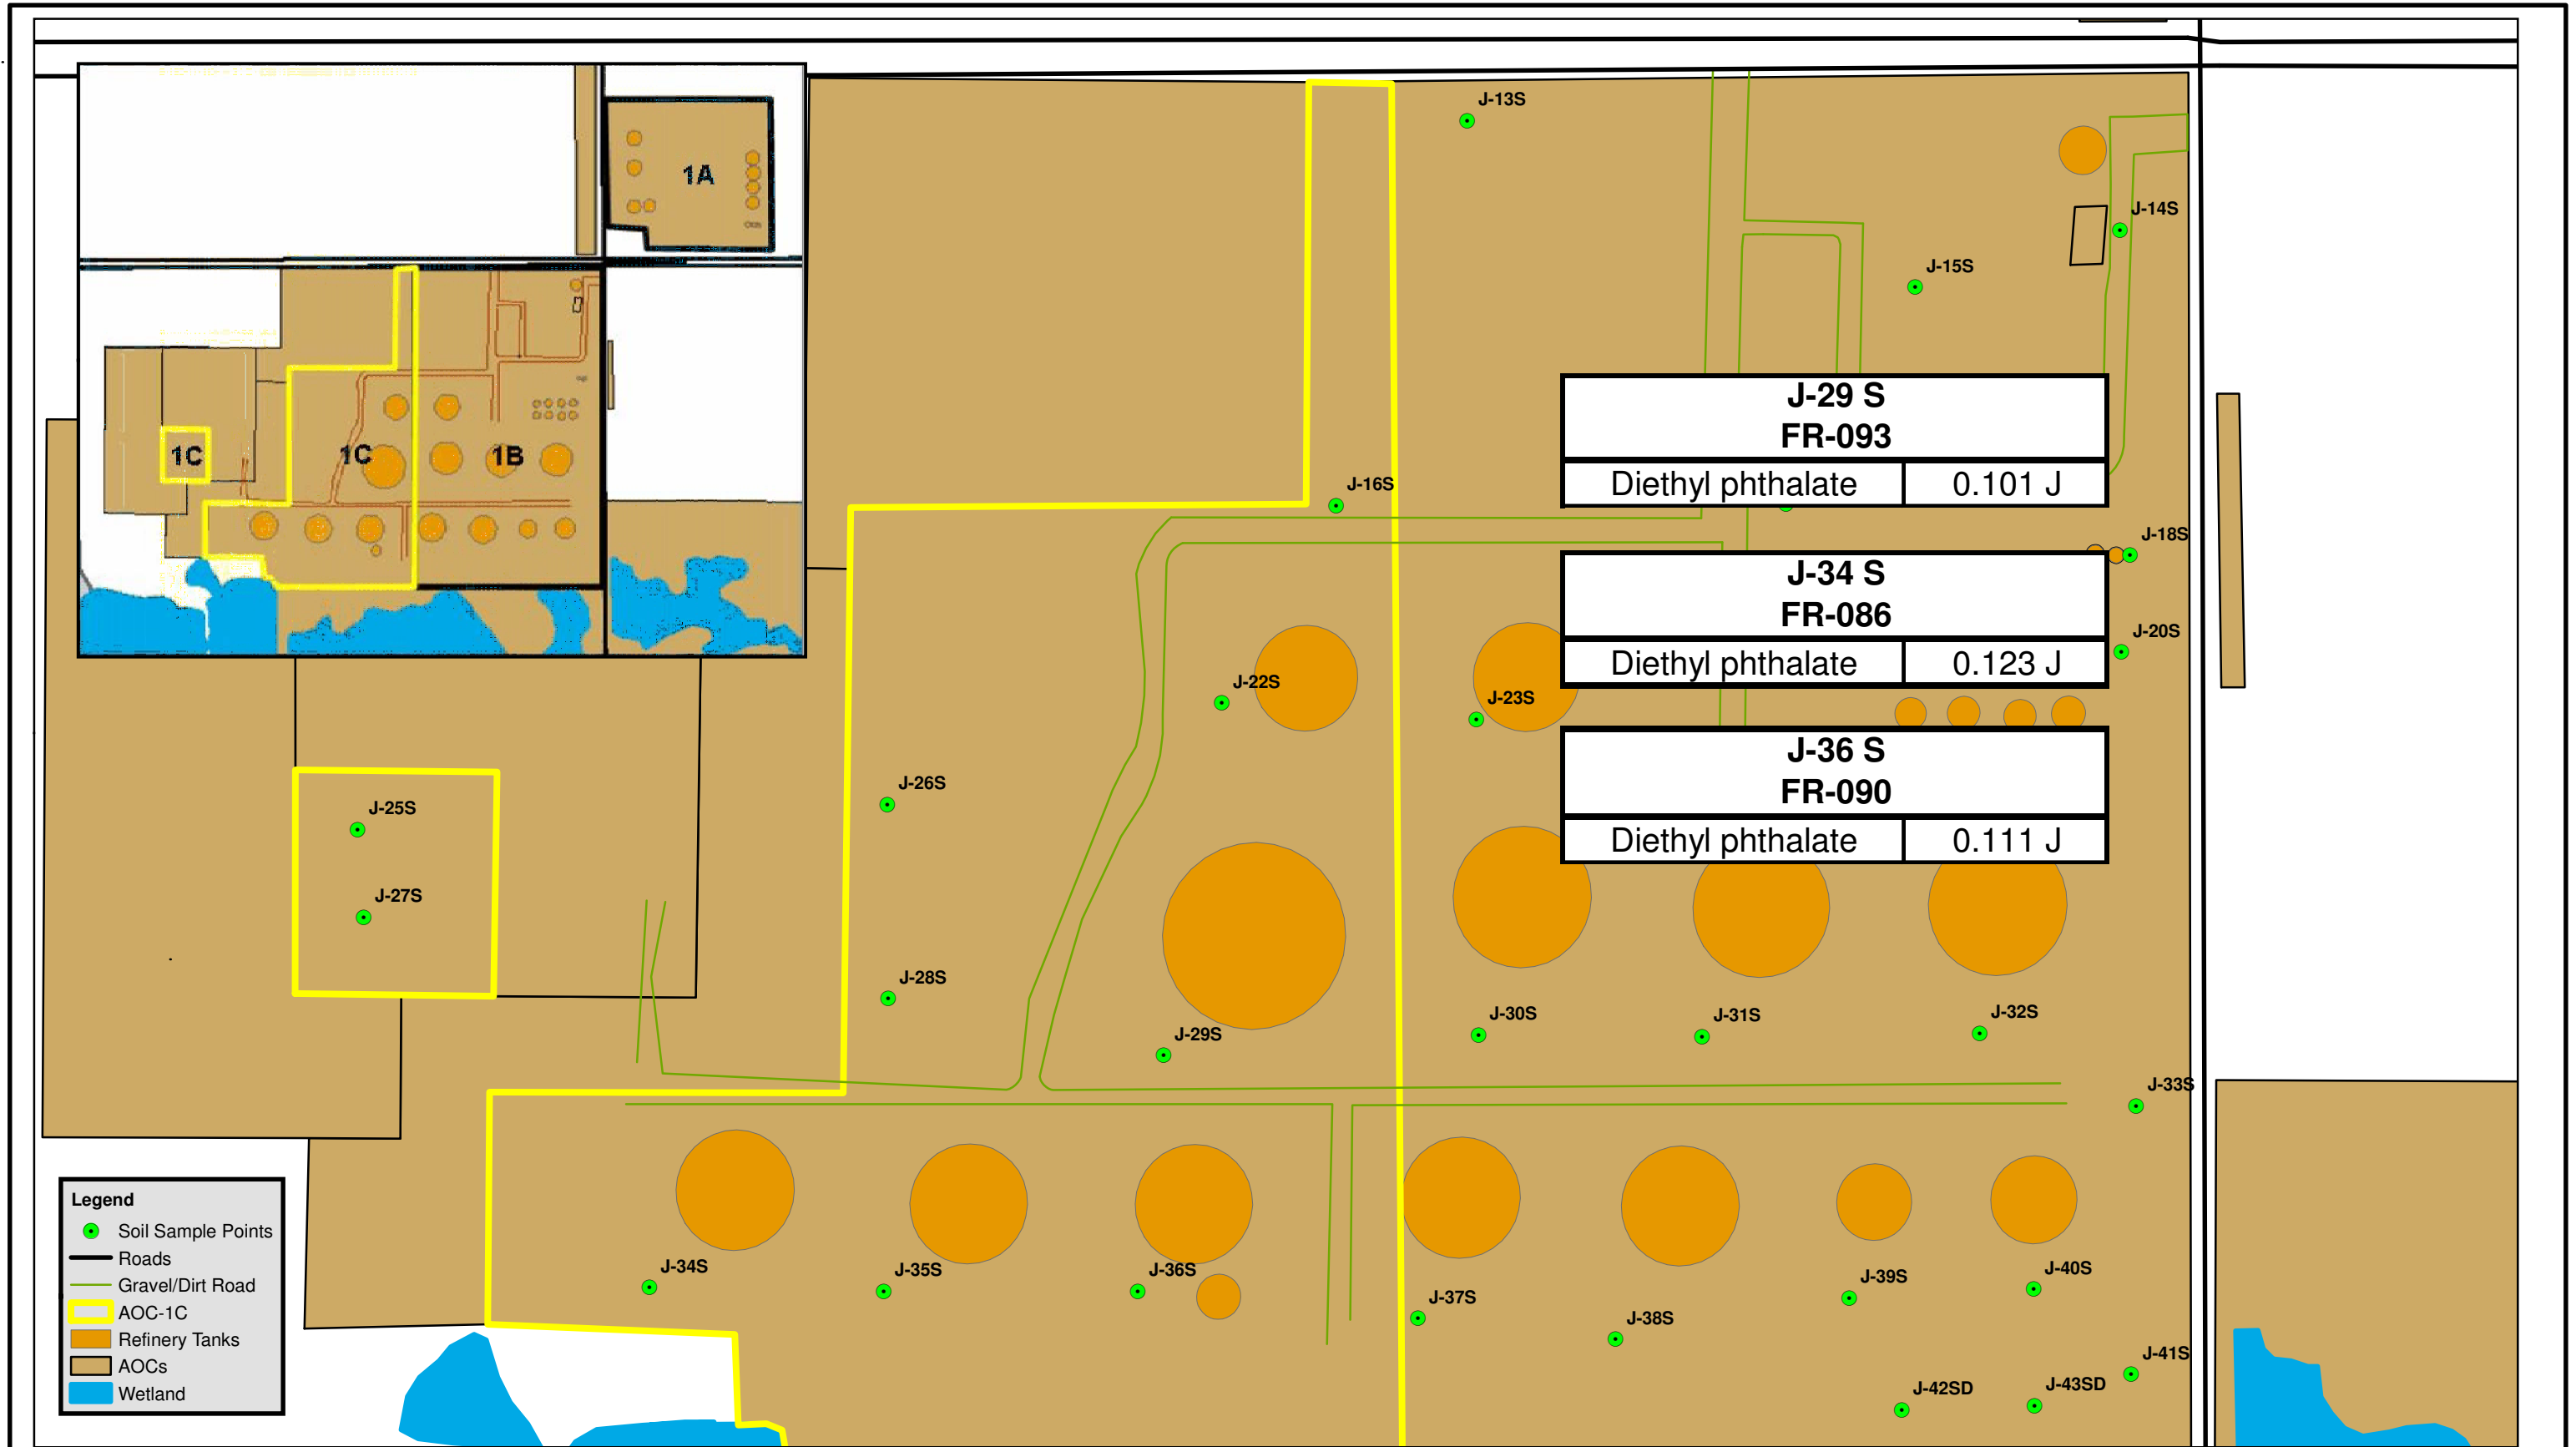 1A
1C
1C
1B
J-13S
J-14S
J-15S
J-16S
J-29 S
FR-093
Diethyl phthalate 0.101 J
J-18S
J-34 S
FR-086
Diethyl phthalate 0.123 J
J-20S
J-22S
J-23S
J-36 S
FR-090
Diethyl phthalate 0.111 J
J-26S
J-25S
J-27S
J-28S
J-29S
J-30S
J-31S
J-32S
J-33S
J-34S
J-35S
J-36S
J-37S
J-38S
J-39S
J-40S
J-41S
J-42SD
J-43SD
Legend
Soil Sample Points
Roads
Gravel/Dirt Road
AOC-1C
Refinery Tanks
AOCs
Wetland